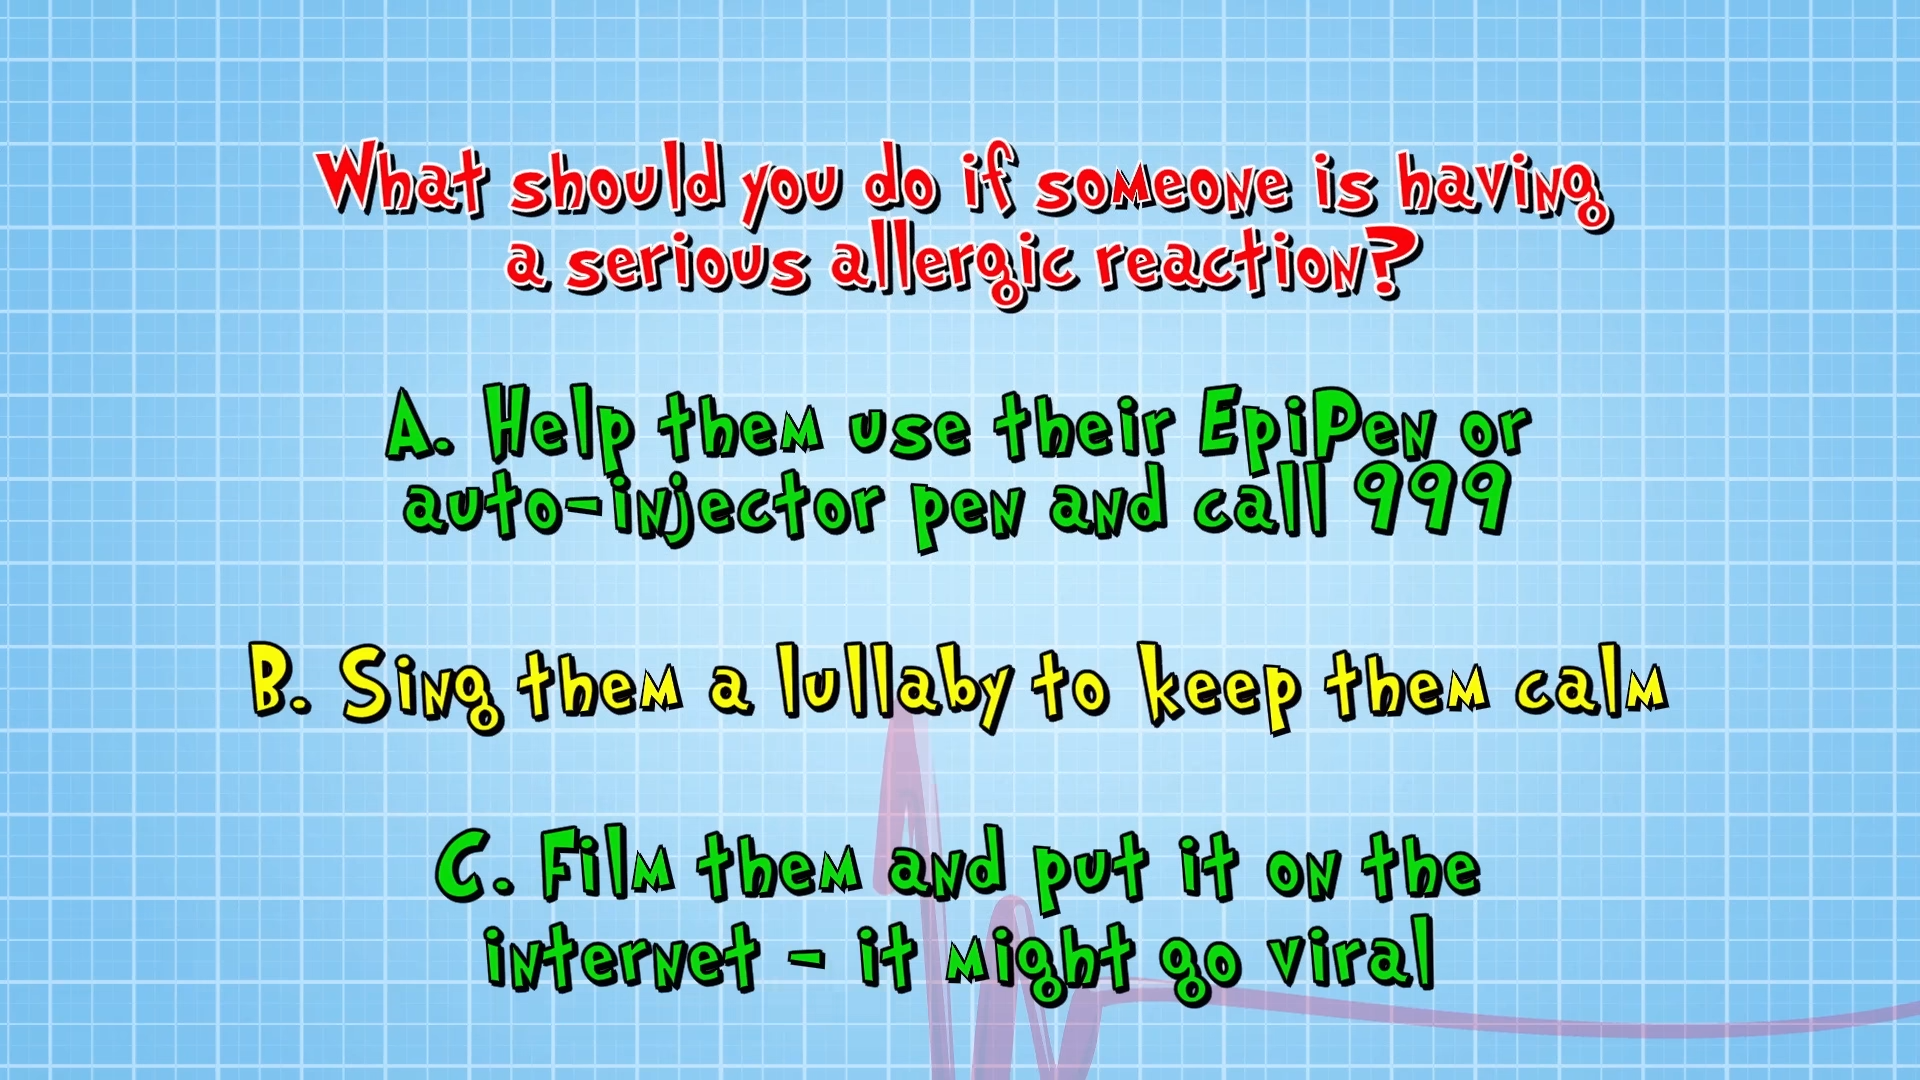 What should you do if someone is having
a serious allergic reaction?
A. Help them use their EpiPen or
auto-injector pen and call 999
B. Sing them a lullaby to keep them calm
C. Film them and put it on the
internet - it might go viral